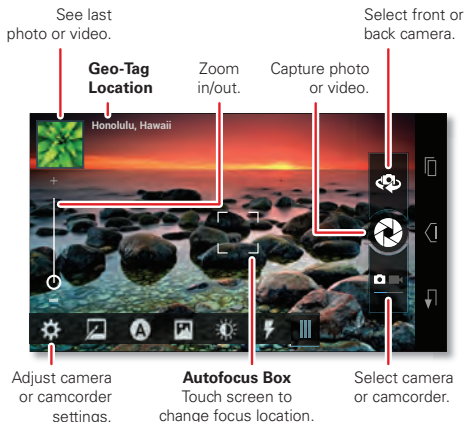 See last
photo or video.
Select front or
back camera.
Geo-Tag
Location
Zoom
in/out.
Capture photo
or video.
Honolulu, Hawaii
+
A
Adjust camera
or camcorder
settings.
Autofocus Box
Touch screen to
change focus location.
Select camera
or camcorder.